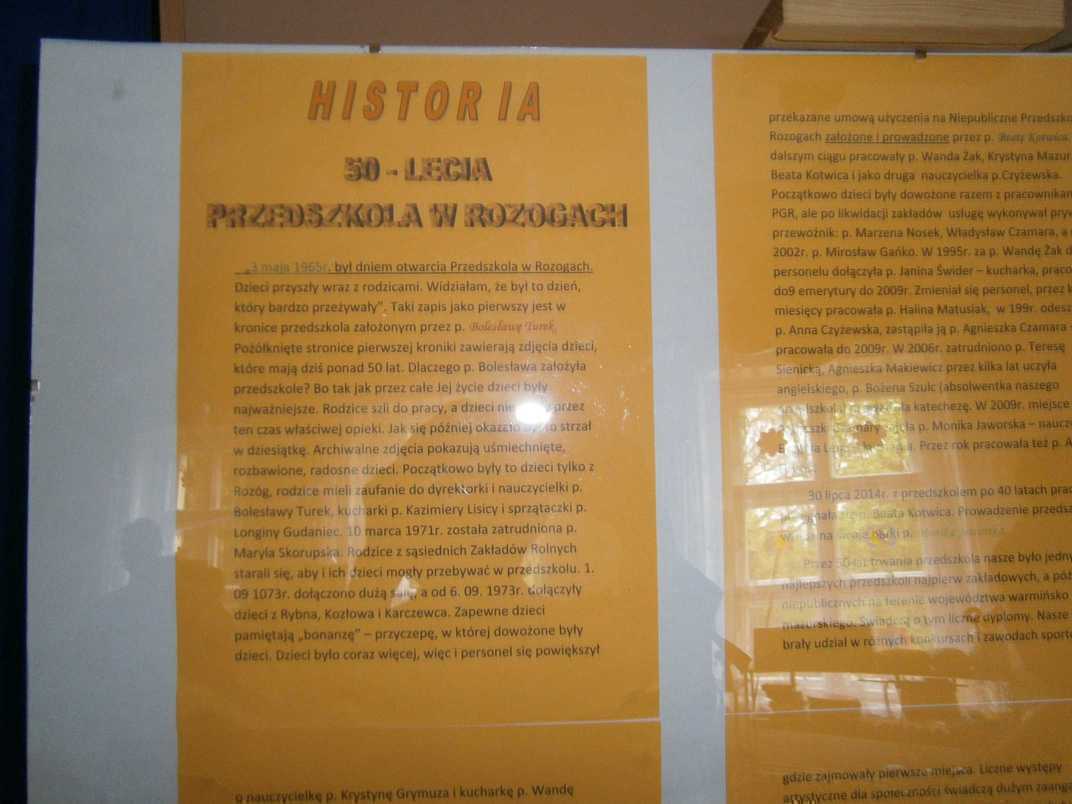 HISTORIA
50 - LECIA
PRZEDSZKOLA W ROZOGACH
„3 maja 1965r. był dniem otwarcia Przedszkola w Rozogach.
Dzieci przyszły wraz z rodzicami. Widziałam, że był to dzień,
który bardzo przeżywały”. Taki zapis jako pierwszy jest w
kronice przedszkola założonym przez p. Bolesławę Turek.
Pożółknięte stronice pierwszej kroniki zawierają zdjęcia dzieci,
które mają dziś ponad 50 lat. Dlaczego p. Bolesława założyła
przedszkole? Bo tak jak przez całe Jej życie dzieci były
najważniejsze. Rodzice szli do pracy, a dzieci nie przez
ten czas właściwej opieki. Jak się później okazało był to strzał
w dziesiątkę. Archiwalne zdjęcia pokazują uśmiechnięte,
rozbawione, radosne dzieci. Początkowo były to dzieci tylko z
Rozóg, rodzice mieli zaufanie do dyrektorki i nauczycielki p.
Bolesławy Turek, kucharki p. Kazimiery Lisicy i sprzątaczki p.
Longiny Gudaniec. 10 marca 1971r. została zatrudniona p.
Maryla Skorupska. Rodzice z sąsiednich Zakładów Rolnych
starali się, aby i ich dzieci mogły przebywać w przedszkolu. 1.
09 1073r. dołączono dużą salę, a od 6. 09. 1973r. dołączyły
dzieci z Rybna, Kozłowa i Karczewca. Zapewne dzieci
pamiętają „bonanzę” – przyczepę, w której dowożone były
dzieci. Dzieci było coraz więcej, więc i personel się powiększył
o nauczycielkę p. Krystynę Grymuza i kucharkę p. Wandę
przekazane umową użyczenia na Niepubliczne
Rozogach założone i prowadzone przez p. Beatę Kotwica.
dalszym ciągu pracowały p. Wanda Żak, Krystyna
Beata Kotwica i jako druga nauczycielka p.Czyżewska.
Początkowo dzieci były dowożone razem z
PGR, ale po likwidacji zakładów usługę wykonywał
przewoźnik: p. Marzena Nosek, Władysław Czamara, a
2002r. p. Mirosław Gańko. W 1995r. za p. Wandę Żak
personelu dołączyła p. Janina Świder – kucharka,
do9 emerytury do 2009r. Zmieniał się personel, przez
miesięcy pracowała p. Halina Matusiak, w 199r.
p. Anna Czyżewska, zastąpiła ją p. Agnieszka Czamara
pracowała do 2009r. W 2006r. zatrudniono p. Teresę
Sienicką, Agnieszka Makiewicz przez kilka lat uczyła
angielskiego, p. Bożena Szulc (absolwentka naszego
katechezę. W 2009r. miejsce
p. Monika Jaworska –
Przez rok pracowała też p.
30 lipca 2014r. z przedszkolem po 40 latach
p. Beata Kotwica. Prowadzenie
p.
Przez 50 lat trwania przedszkola nasze było
najlepszych przedszkoli najpierw zakładowych, a
niepublicznych na terenie województwa warmińsko
mazurskiego. Świadczą o tym liczne dyplomy. Nasze
brały udział w różnych konkursach i zawodach
gdzie zajmowały pierwsze miejsca. Liczne występy
artystyczne dla społeczności świadczą dużym